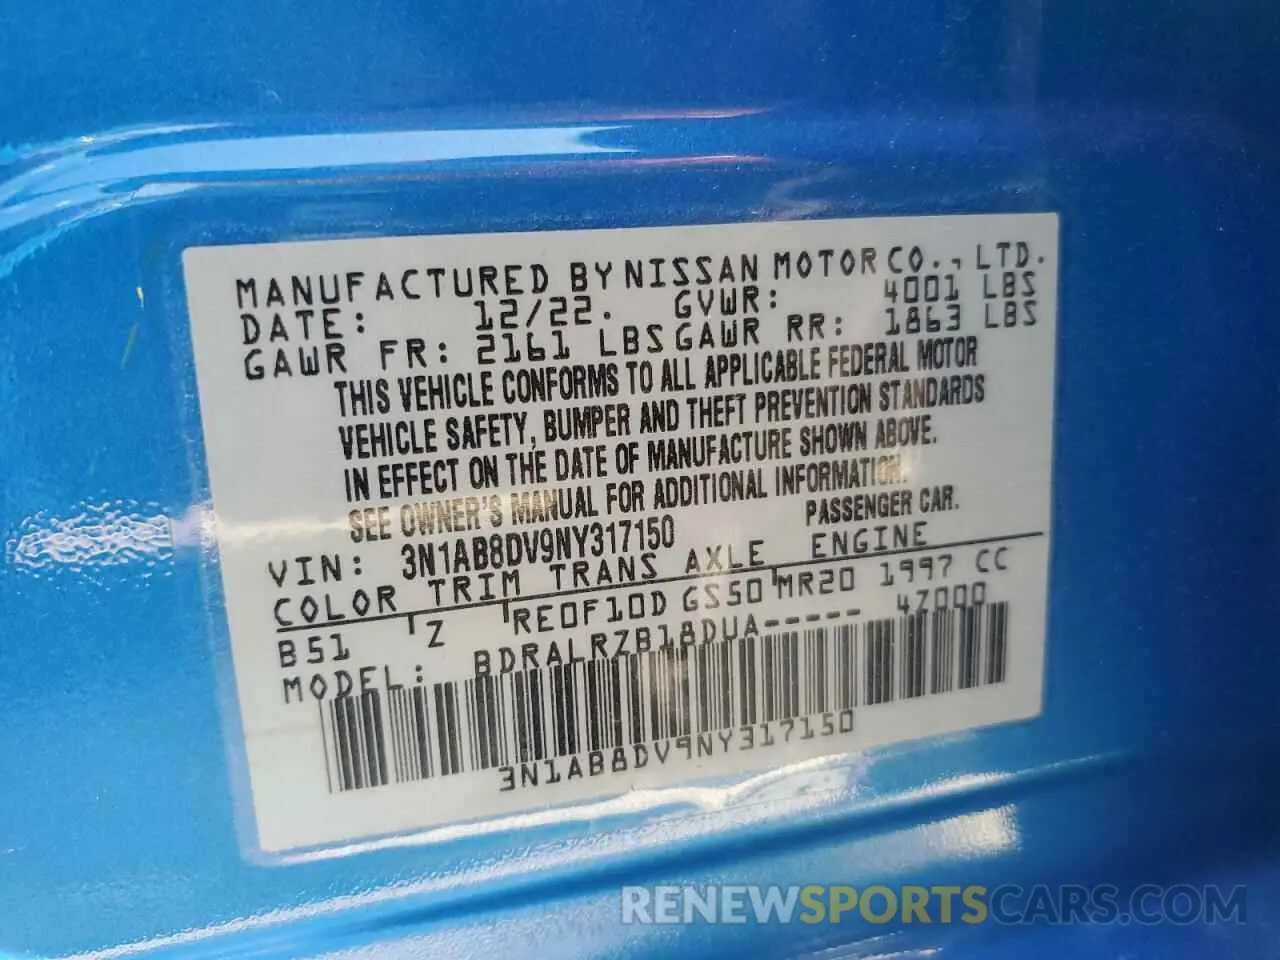 MANUFACTURED BY NISSAN MOTOR CO., LTD.
DATE: 12/22. GVWR: 4001 LBS
GAWR FR: 2161 LBS GAWR RR: 1863 LBS
THIS VEHICLE CONFORMS TO ALL APPLICABLE FEDERAL MOTOR
VEHICLE SAFETY, BUMPER AND THEFT PREVENTION STANDARDS
IN EFFECT ON THE DATE OF MANUFACTURE SHOWN ABOVE.
SEE OWNER'S MANUAL FOR ADDITIONAL INFORMATION.
VIN: 3N1AB8DV9NY317150 PASSENGER CAR.
COLOR TRIM TRANS AXLE ENGINE
B51 Z RE0F10D GS50 MR20 1997 CC
MODEL: BDRALRZB18DUA----- 47000
3N1AB8DV9NY317150
RENEWSPORTSCARS.COM